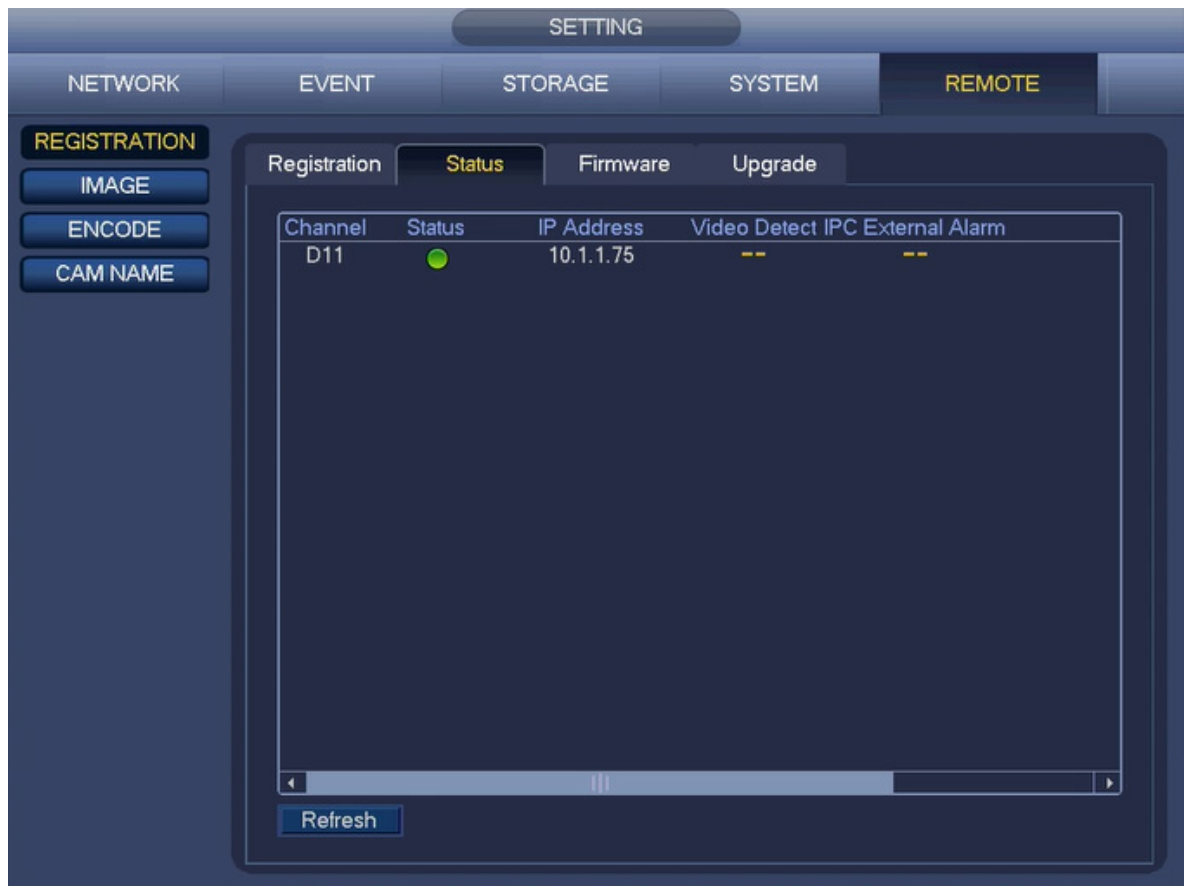 SETTING
NETWORK EVENT STORAGE SYSTEM REMOTE
REGISTRATION
IMAGE
ENCODE
CAM NAME
Registration Status Firmware Upgrade
Channel Status IP Address Video Detect IPC External Alarm
D11 10.1.1.75 -- --
Refresh